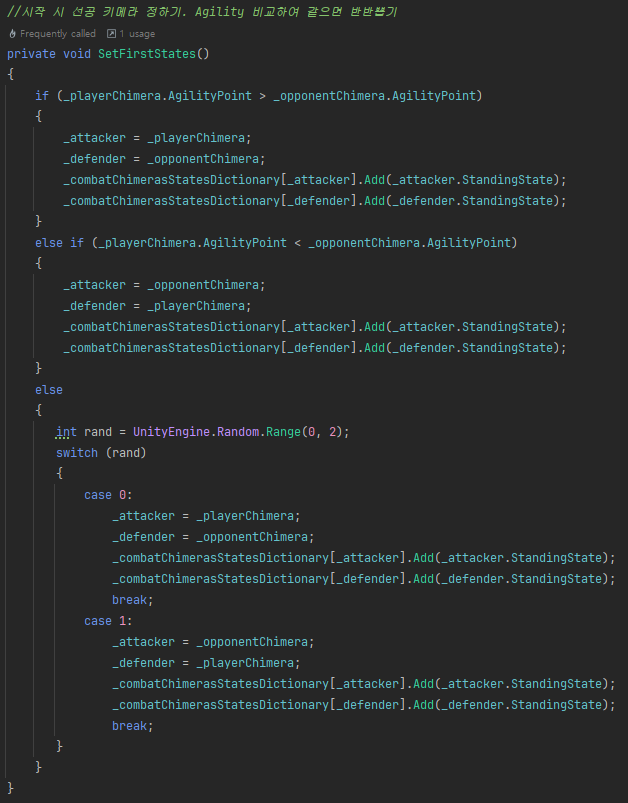 //시작 시 선공 키메라 정하기. Agility 비교하여 같으면 반반뽑기
Frequently called 1 usage
private void SetFirstStates()
{
    if (_playerChimera.AgilityPoint > _opponentChimera.AgilityPoint)
    {
        _attacker = _playerChimera;
        _defender = _opponentChimera;
        _combatChimerasStatesDictionary[_attacker].Add(_attacker.StandingState);
        _combatChimerasStatesDictionary[_defender].Add(_defender.StandingState);
    }
    else if (_playerChimera.AgilityPoint < _opponentChimera.AgilityPoint)
    {
        _attacker = _opponentChimera;
        _defender = _playerChimera;
        _combatChimerasStatesDictionary[_attacker].Add(_attacker.StandingState);
        _combatChimerasStatesDictionary[_defender].Add(_defender.StandingState);
    }
    else
    {
       int rand = UnityEngine.Random.Range(0, 2);
       switch (rand)
       {
           case 0:
               _attacker = _playerChimera;
               _defender = _opponentChimera;
               _combatChimerasStatesDictionary[_attacker].Add(_attacker.StandingState);
               _combatChimerasStatesDictionary[_defender].Add(_defender.StandingState);
               break;
           case 1:
               _attacker = _opponentChimera;
               _defender = _playerChimera;
               _combatChimerasStatesDictionary[_attacker].Add(_attacker.StandingState);
               _combatChimerasStatesDictionary[_defender].Add(_defender.StandingState);
               break;
       }
    }
}